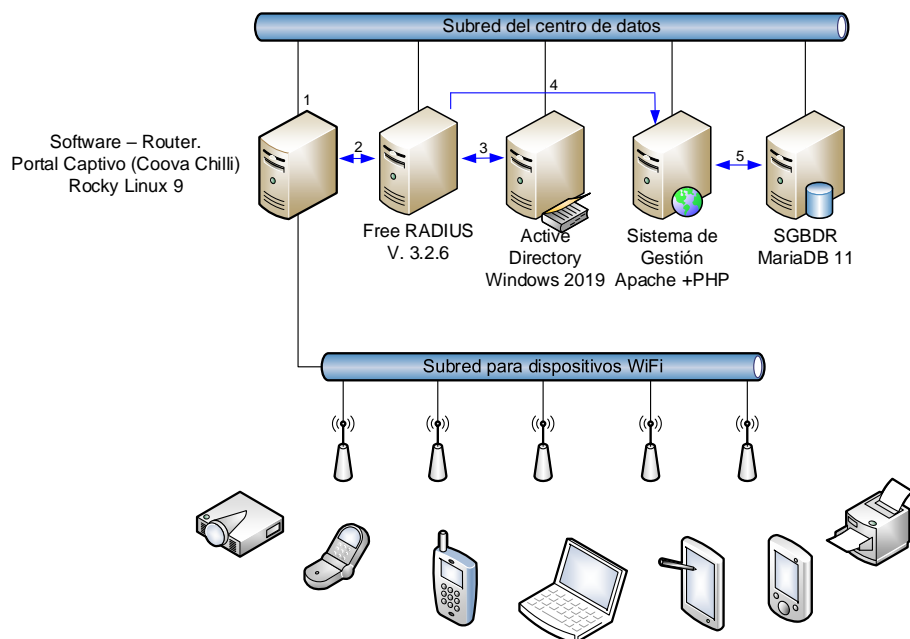 Subred del centro de datos
1
4
Software – Router.
Portal Captivo (Coova Chilli)
Rocky Linux 9
2
3
5
Free RADIUS
V. 3.2.6
Active
Directory
Windows 2019
Sistema de
Gestión
Apache +PHP
SGBDR
MariaDB 11
Subred para dispositivos WiFi